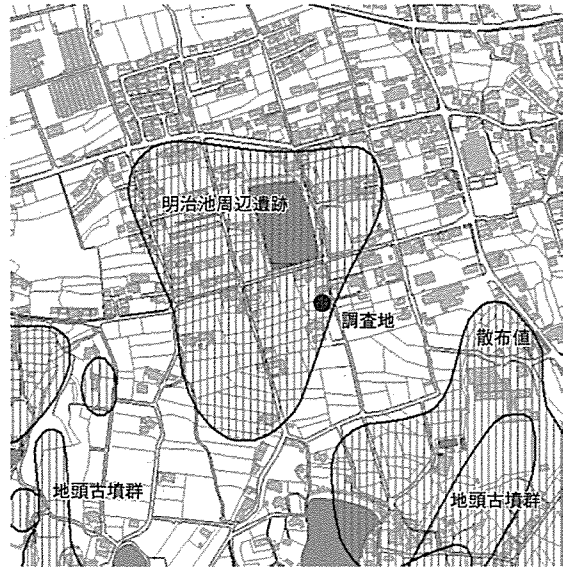 明治池周辺遺跡
調査地
散布値
地頭古墳群
地頭古墳群